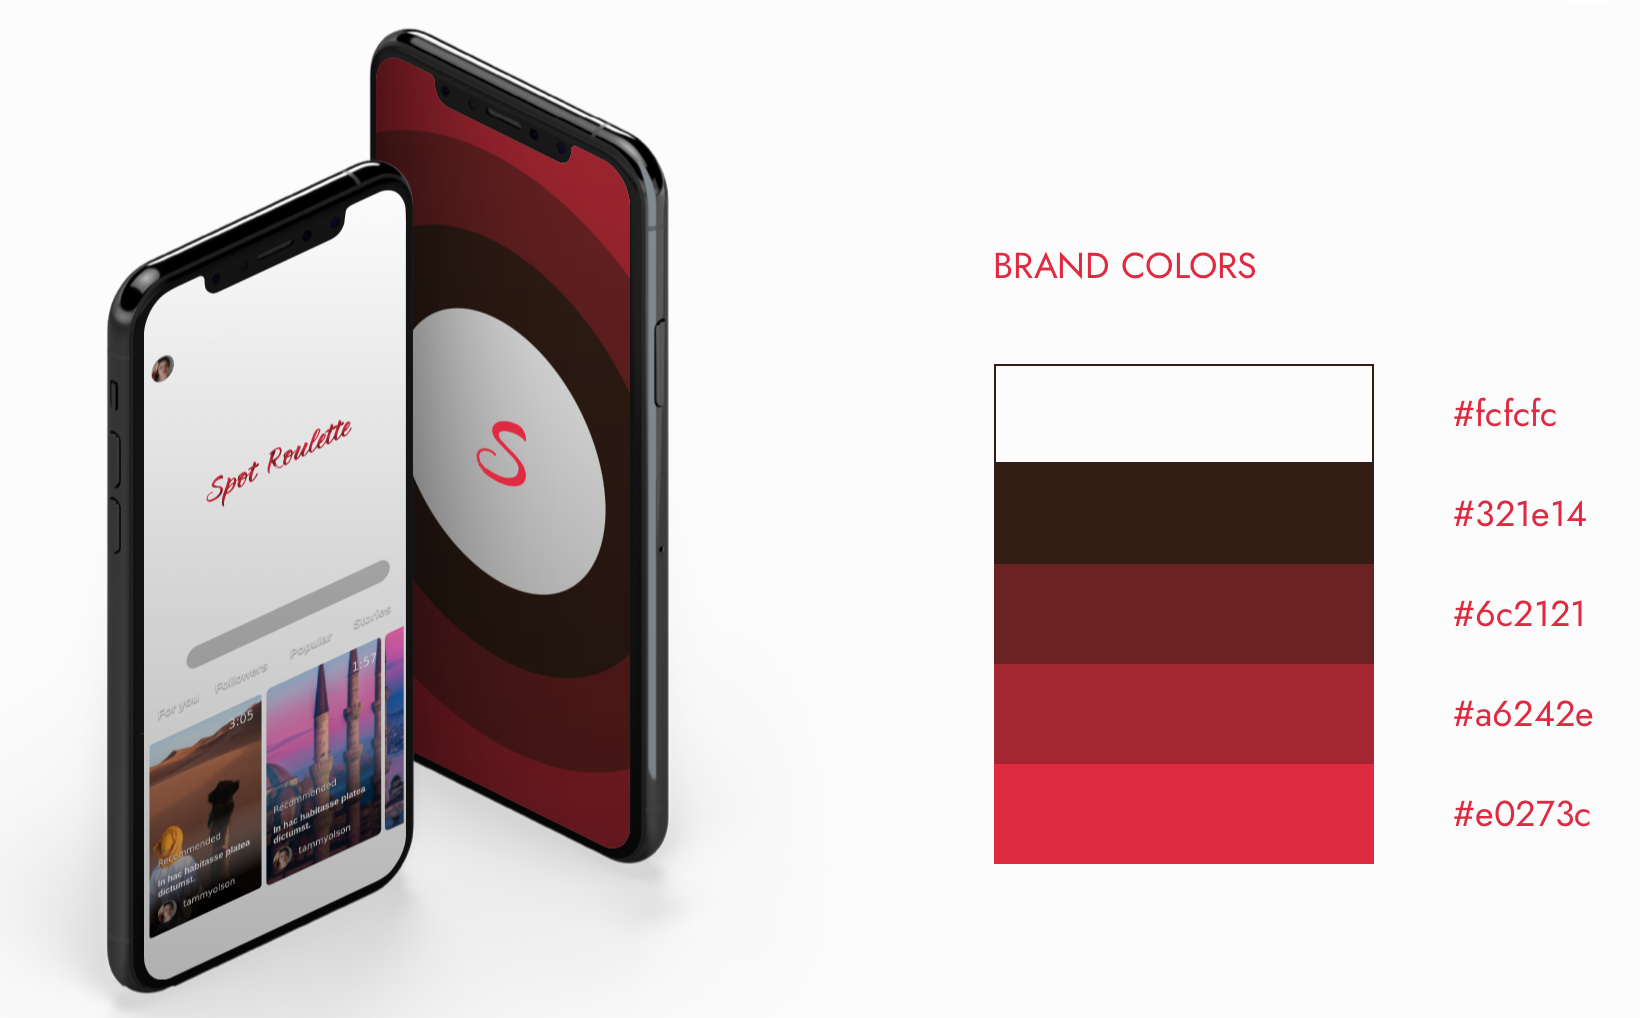 Spot Roulette
For you
Followers
Popular
Stories
3:05
Recommended
In hac habitasse platea
dictumst.
tammyolson
1:57
Recommended
In hac habitasse platea
dictumst.
tammyolson
S
BRAND COLORS
#fcfcfc
#321e14
#6c2121
#a6242e
#e0273c